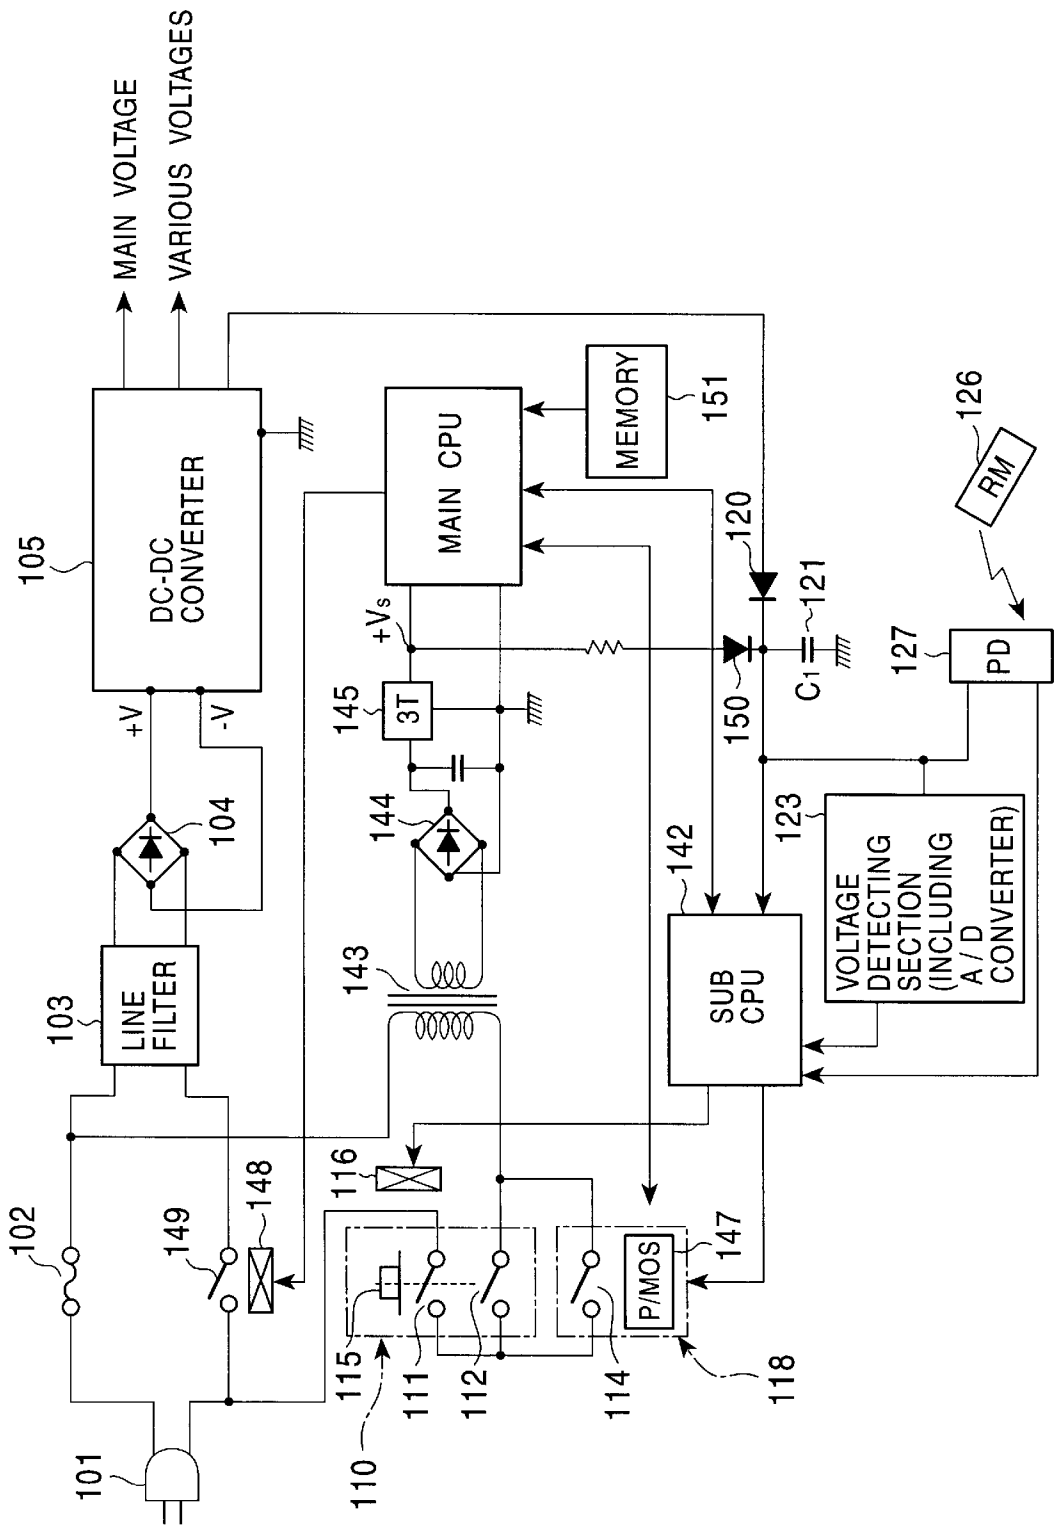 MAIN VOLTAGE
VARIOUS VOLTAGES
105
DC-DC
CONVERTER
+V
-V
104
103
LINE
FILTER
102
149
148
101
MAIN CPU
MEMORY
151
+Vs
145
3T
144
143
120
150
C1
121
126
RM
127
PD
123
VOLTAGE
DETECTING
SECTION
(INCLUDING
A/D
CONVERTER)
142
SUB
CPU
116
115
111
112
110
114
P/MOS
147
118